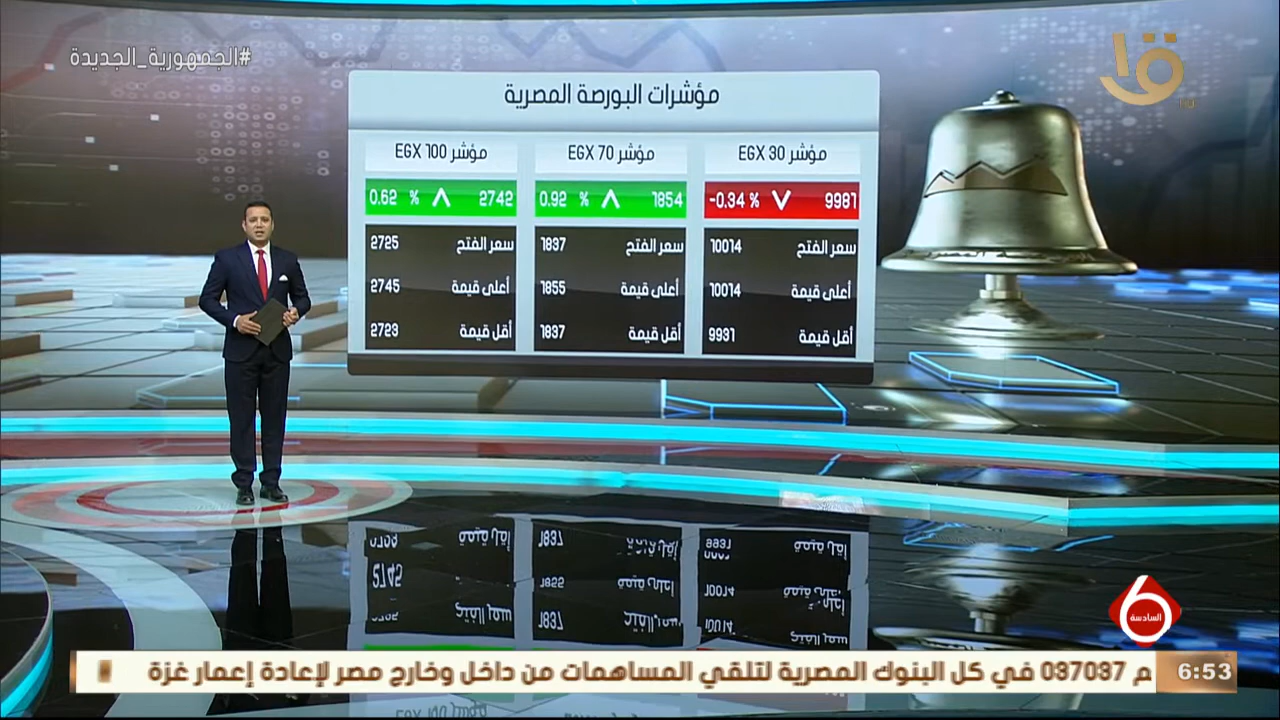 #الجمهورية_الجديدة
مؤشرات البورصة المصرية
مؤشر EGX 30
9981 -0.34 %
سعر الفتح 10014
أعلى قيمة 10014
أقل قيمة 9931
مؤشر EGX 70
1854 0.92 %
سعر الفتح 1837
أعلى قيمة 1855
أقل قيمة 1837
مؤشر EGX 100
2742 0.62 %
سعر الفتح 2725
أعلى قيمة 2745
أقل قيمة 2723
6
السادسة
6:53
م 037037 في كل البنوك المصرية لتلقي المساهمات من داخل وخارج مصر لإعادة إعمار غزة